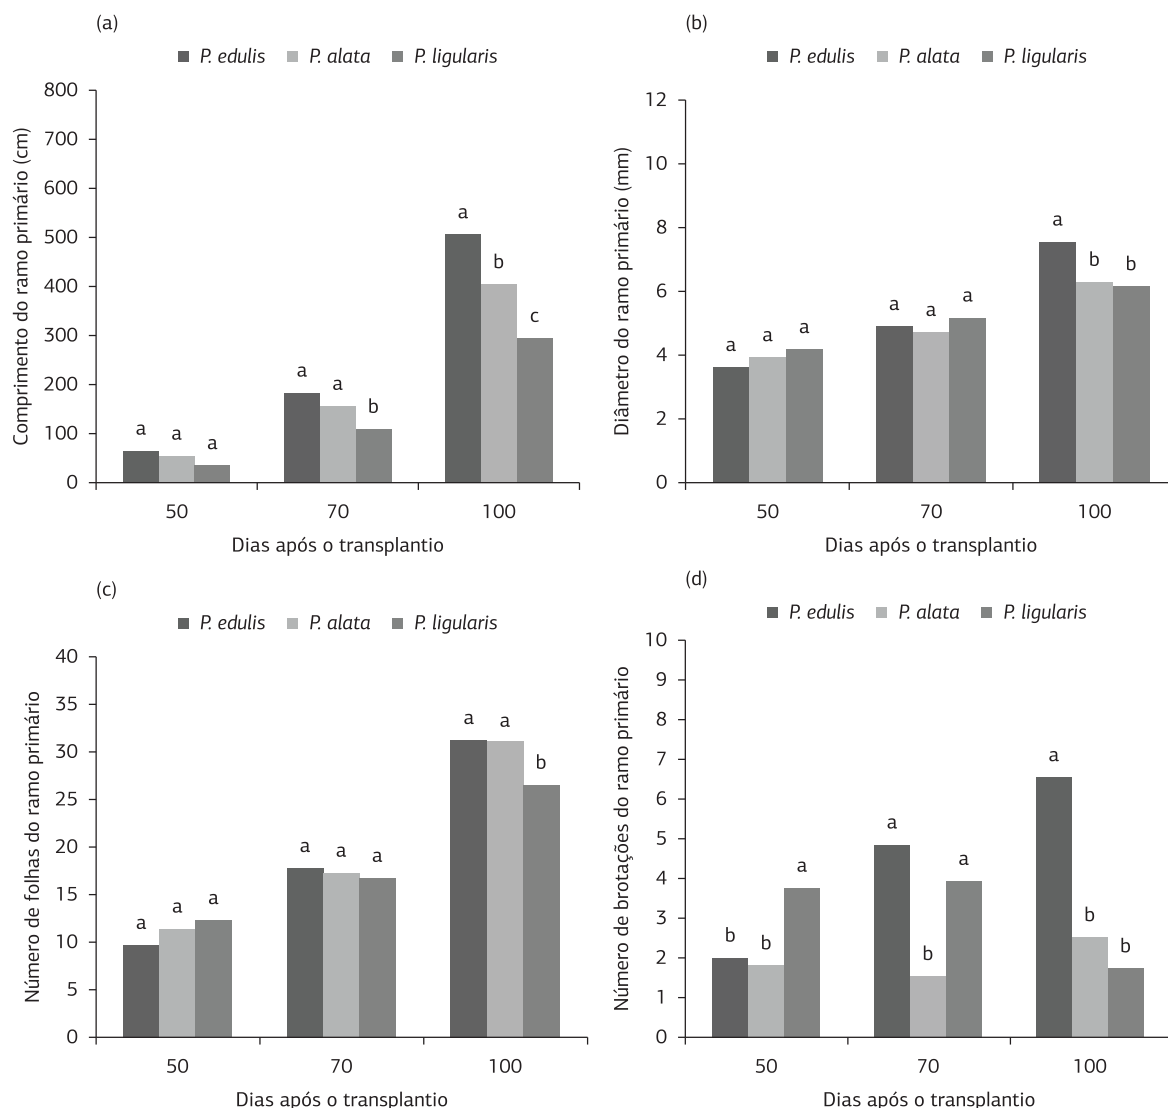 (a)
P. edulis P. alata P. ligularis
Comprimento do ramo primário (cm)
800
700
600
500
400
300
200
100
0
a a a
a a b
a b c
50 70 100
Dias após o transplantio
(b)
P. edulis P. alata P. ligularis
Diâmetro do ramo primário (mm)
12
10
8
6
4
2
0
a a a
a a a
a b b
50 70 100
Dias após o transplantio
(c)
P. edulis P. alata P. ligularis
Número de folhas do ramo primário
40
35
30
25
20
15
10
5
0
a a a
a a a
a a b
50 70 100
Dias após o transplantio
(d)
P. edulis P. alata P. ligularis
Número de brotações do ramo primário
10
9
8
7
6
5
4
3
2
1
0
b b a
a b a
a b b
50 70 100
Dias após o transplantio